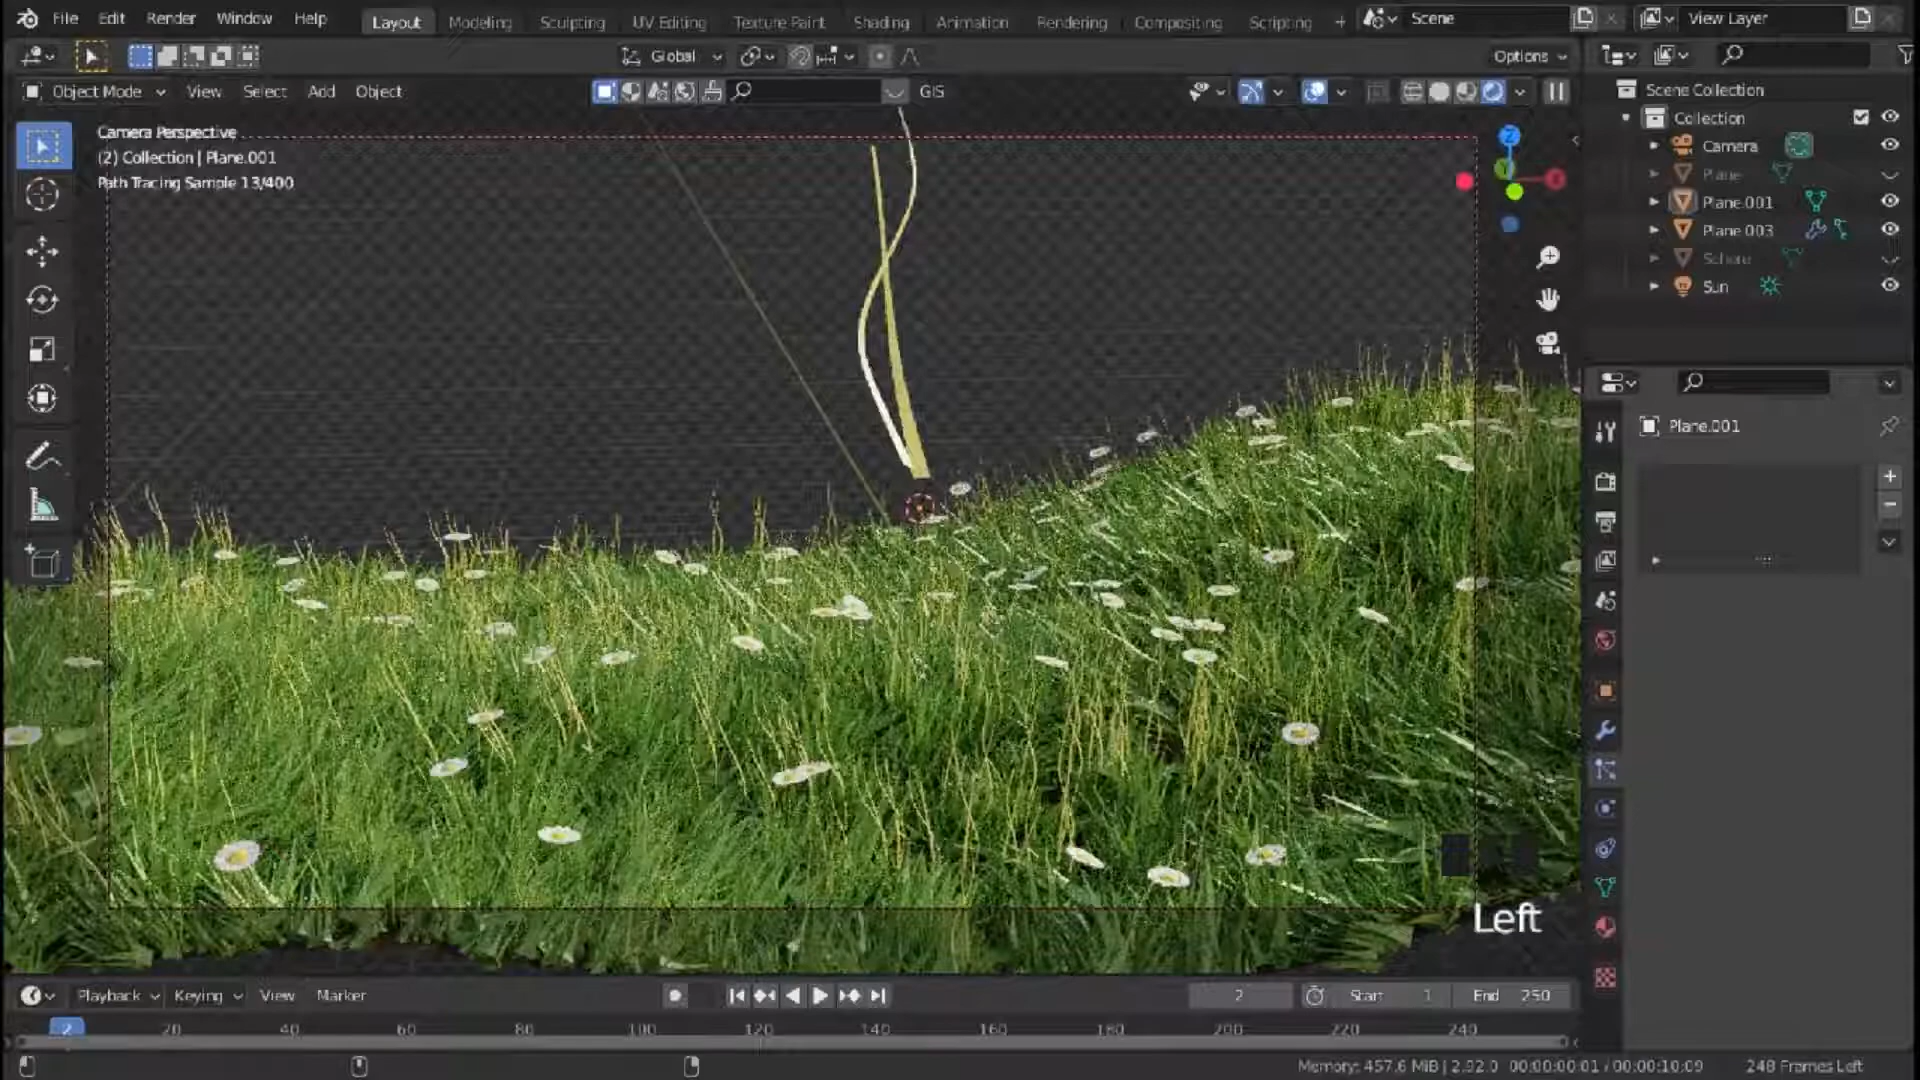 File Edit Render Window Help Layout Modeling Sculpting UV Editing Texture Paint Shading Animation Rendering Compositing Scripting + Scene View Layer
Global Options
Object Mode View Select Add Object GIS
Scene Collection
Collection
Camera
Plane
Plane.001
Plane.003
Sphere
Sun
Camera Perspective
(2) Collection | Plane.001
Path Tracing Sample 13/400
Z
Plane.001
Left
Playback Keying View Marker 2 Start 1 End 250
2 20 40 60 80 100 120 140 160 180 200 220 240
Memory: 457.6 MiB | 2.92.0 00:00:00:01 / 00:00:10:09 248 Frames Left